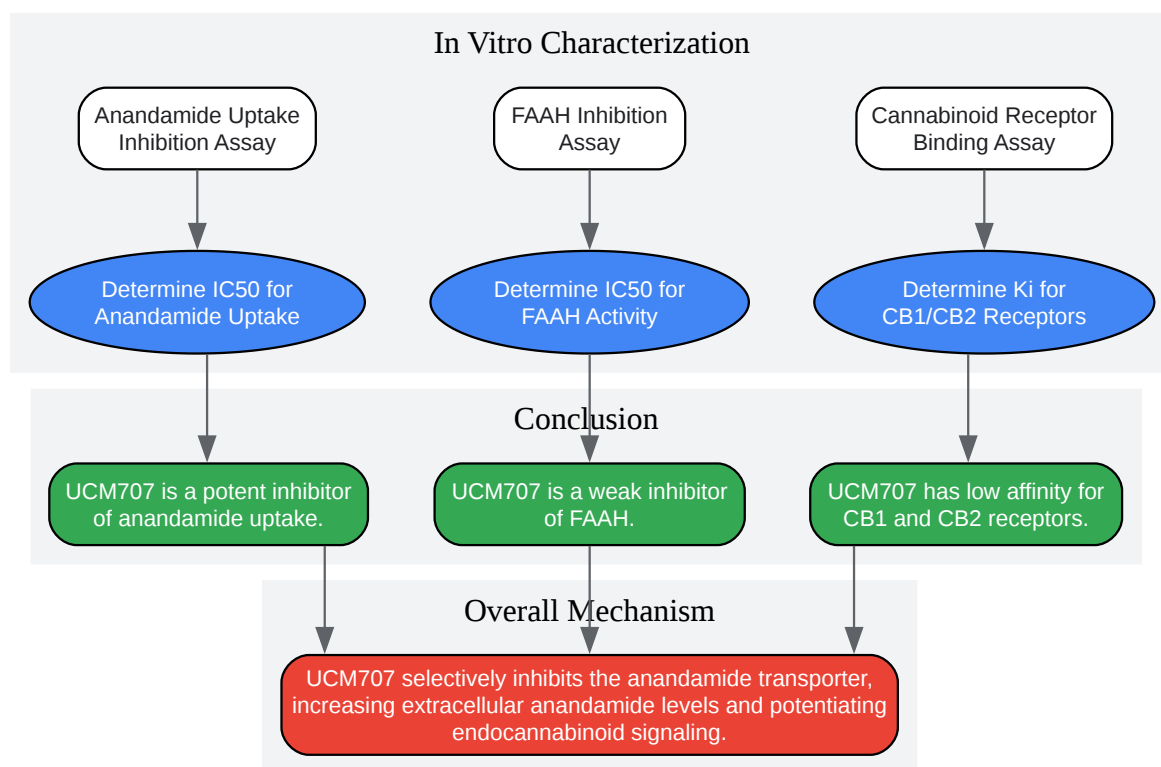 In Vitro Characterization
Anandamide Uptake
Inhibition Assay
FAAH Inhibition
Assay
Cannabinoid Receptor
Binding Assay
Determine IC50 for
Anandamide Uptake
Determine IC50 for
FAAH Activity
Determine Ki for
CB1/CB2 Receptors
Conclusion
UCM707 is a potent inhibitor
of anandamide uptake.
UCM707 is a weak inhibitor
of FAAH.
UCM707 has low affinity for
CB1 and CB2 receptors.
Overall Mechanism
UCM707 selectively inhibits the anandamide transporter,
increasing extracellular anandamide levels and potentiating
endocannabinoid signaling.